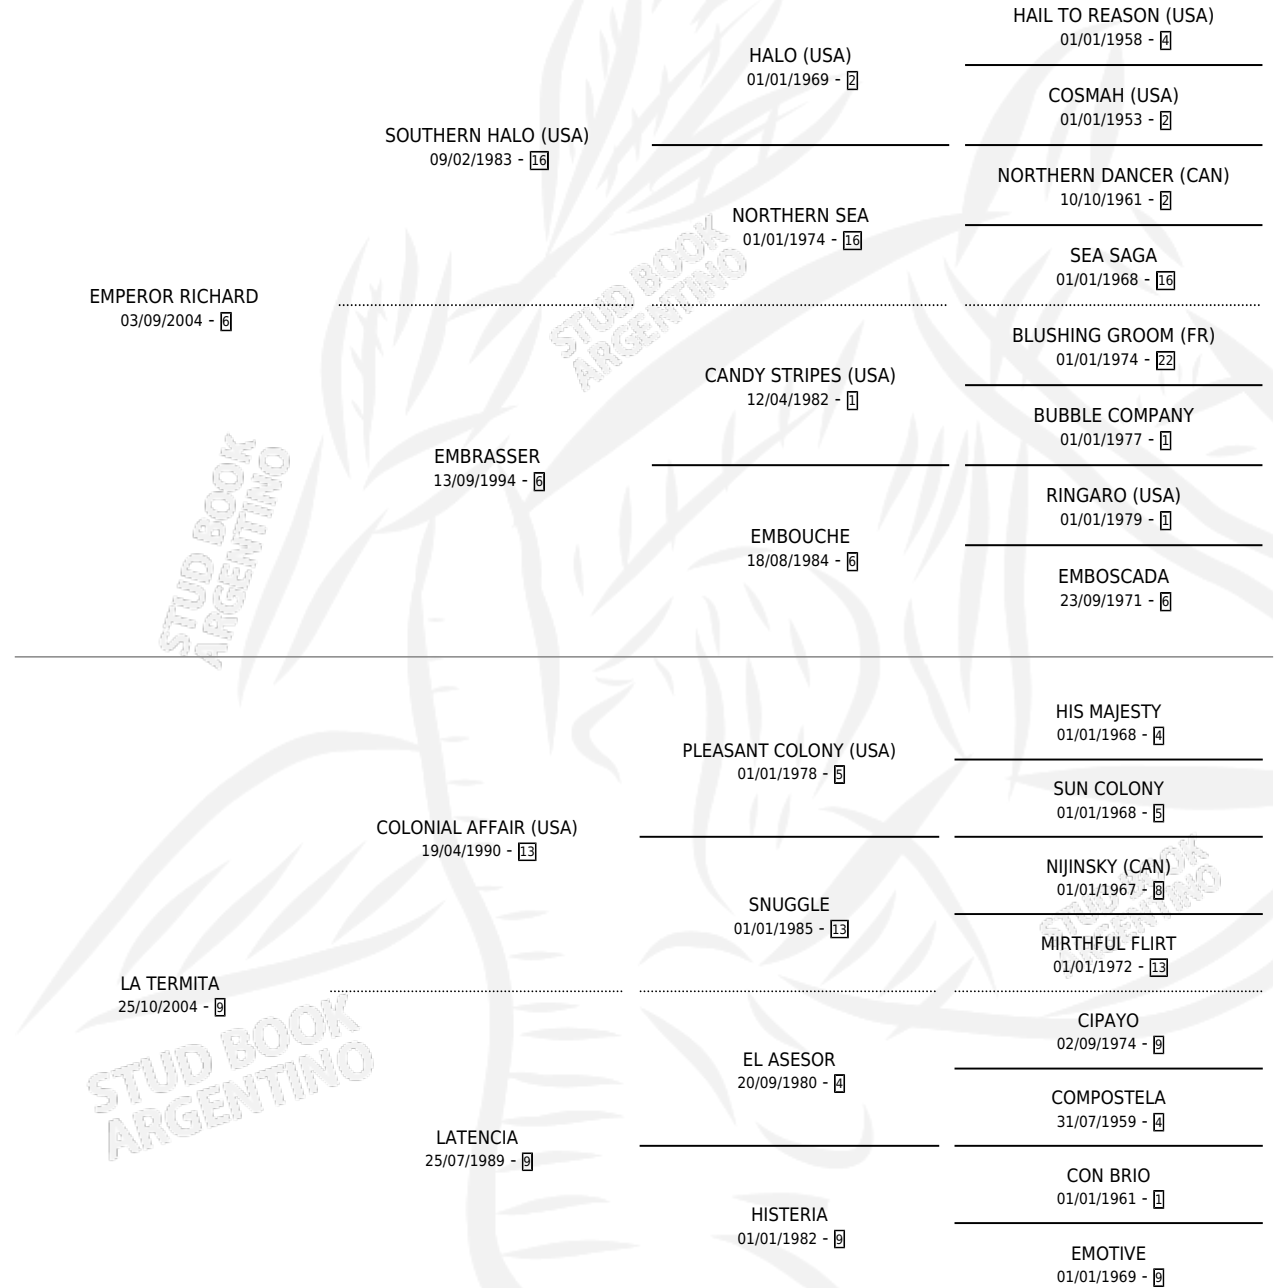 HAIL TO REASON (USA)
01/01/1958 - 4
HALO (USA)
01/01/1969 - 2
COSMAH (USA)
01/01/1953 - 2
SOUTHERN HALO (USA)
09/02/1983 - 16
NORTHERN DANCER (CAN)
10/10/1961 - 2
NORTHERN SEA
01/01/1974 - 16
SEA SAGA
01/01/1968 - 16
EMPEROR RICHARD
03/09/2004 - 6
STUD BOOK
ARGENTINO
BLUSHING GROOM (FR)
01/01/1974 - 22
CANDY STRIPES (USA)
12/04/1982 - 1
BUBBLE COMPANY
01/01/1977 - 1
EMBRASSER
13/09/1994 - 6
RINGARO (USA)
01/01/1979 - 1
EMBOUCHE
18/08/1984 - 6
EMBOSCADA
23/09/1971 - 6
STUD BOOK
ARGENTINO
HIS MAJESTY
01/01/1968 - 4
PLEASANT COLONY (USA)
01/01/1978 - 5
SUN COLONY
01/01/1968 - 5
COLONIAL AFFAIR (USA)
19/04/1990 - 13
NIJINSKY (CAN)
01/01/1967 - 8
SNUGGLE
01/01/1985 - 13
STUD BOOK
ARGENTINO
MIRTHFUL FLIRT
01/01/1972 - 13
LA TERMITA
25/10/2004 - 9
CIPAYO
02/09/1974 - 9
EL ASESOR
20/09/1980 - 4
COMPOSTELA
31/07/1959 - 4
STUD BOOK
ARGENTINO
LATENCIA
25/07/1989 - 9
CON BRIO
01/01/1961 - 1
HISTERIA
01/01/1982 - 9
EMOTIVE
01/01/1969 - 9